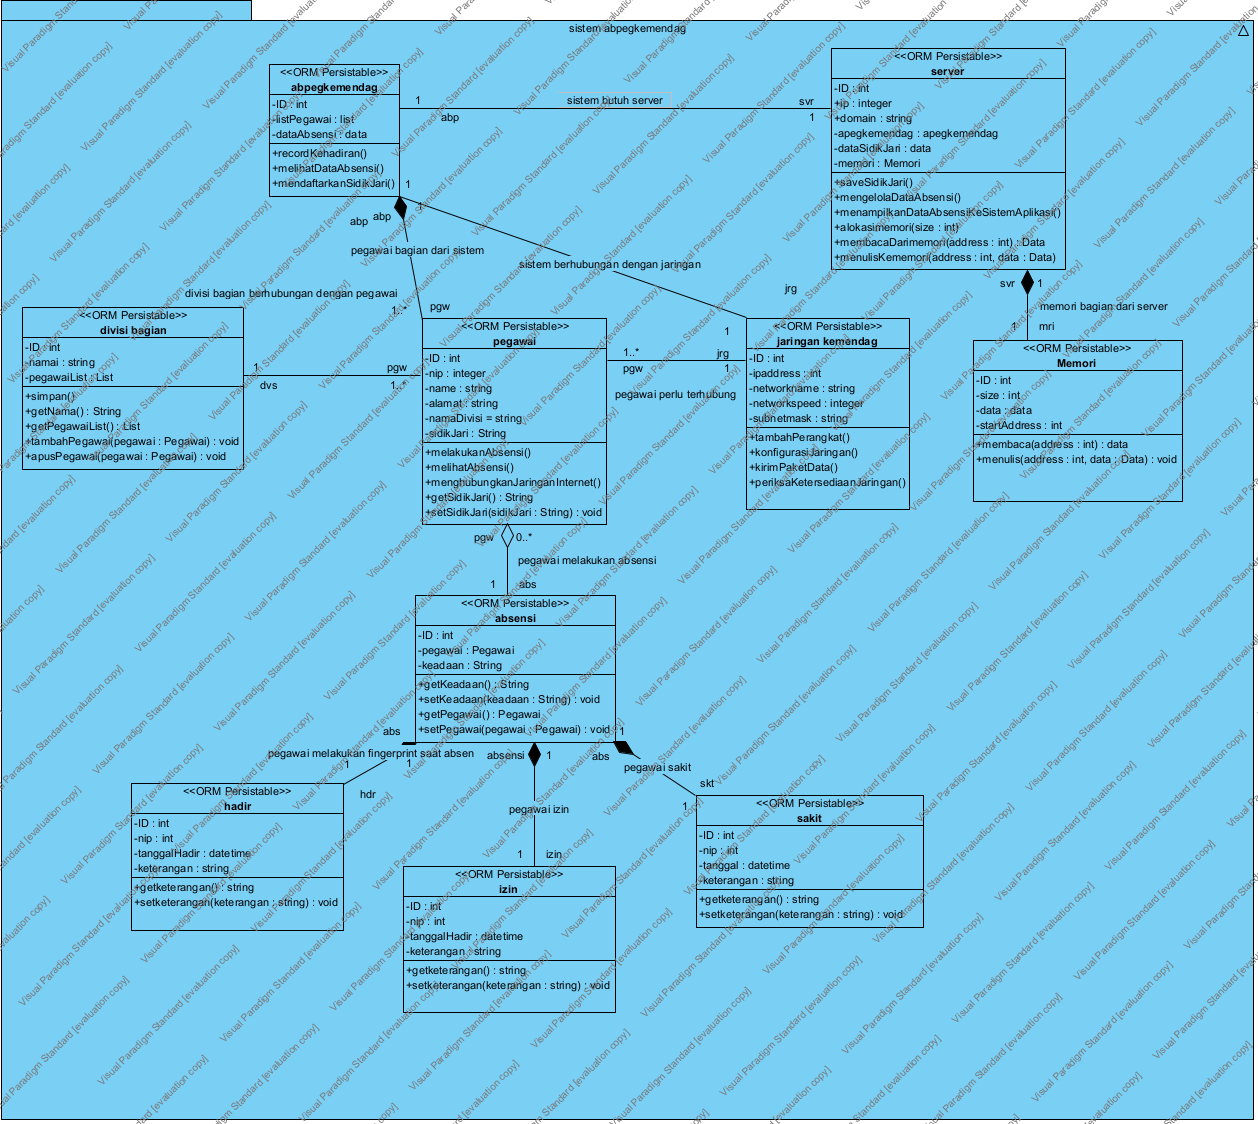 sistem abpegkemendag
<<ORM Persistable>>
abpegkemendag
-ID : int
-listPegawai : list
-dataAbsensi : data
+recordKehadiran()
+melihatDataAbsensi()
+mendaftarkanSidikJari()
1
abp
sistem butuh server
svr
1
<<ORM Persistable>>
server
-ID : int
+ip : integer
+domain : string
-apegkemendag : apegkemendag
-dataSidikJari : data
-memori : Memori
+saveSidikJari()
+mengelolaDataAbsensi()
+menampilkanDataAbsensiKeSistemAplikasi()
+alokasimemori(size : int)
+membacaDarimemori(address : int) : Data
+menulisKememori(address : int, data : Data)
1
1
abp
abp
pegawai bagian dari sistem
sistem berhubungan dengan jaringan
jrg
1
svr
1
memori bagian dari server
1
mri
divisi bagian berhubungan dengan pegawai
1..*
pgw
<<ORM Persistable>>
divisi bagian
-ID : int
-namai : string
-pegawaiList : List
+simpan()
+getNama() : String
+getPegawaiList() : List
+tambahPegawai(pegawai : Pegawai) : void
+apusPegawai(pegawai : Pegawai) : void
1
dvs
pgw
1..*
<<ORM Persistable>>
pegawai
-ID : int
-nip : integer
-name : string
-alamat : string
-namaDivisi = string
-sidikJari : String
+melakukanAbsensi()
+melihatAbsensi()
+menghubungkanJaringanInternet()
+getSidikJari() : String
+setSidikJari(sidikJari : String) : void
1..*
pgw
jrg
1
pegawai perlu terhubung
<<ORM Persistable>>
jaringan kemendag
-ID : int
-ipaddress : int
-networkname : string
-networkspeed : integer
-subnetmask : string
+tambahPerangkat()
+konfigurasiJaringan()
+kirimPaketData()
+periksaKetersediaanJaringan()
<<ORM Persistable>>
Memori
-ID : int
-size : int
-data : data
-startAddress : int
+membaca(address : int) : data
+menulis(address : int, data : Data) : void
pgw
0..*
pegawai melakukan absensi
1
abs
<<ORM Persistable>>
absensi
-ID : int
-pegawai : Pegawai
-keadaan : String
+getKeadaan() : String
+setKeadaan(keadaan : String) : void
+getPegawai() : Pegawai
+setPegawai(pegawai : Pegawai) : void
abs
1
pegawai melakukan fingerprint saat absen
1
hdr
absensi
1
pegawai izin
1
izin
1
abs
pegawai sakit
skt
1
<<ORM Persistable>>
hadir
-ID : int
-nip : int
-tanggalHadir : datetime
-keterangan : string
+getketerangan() : string
+setketerangan(keterangan : string) : void
<<ORM Persistable>>
izin
-ID : int
-nip : int
-tanggalHadir : datetime
-keterangan : string
+getketerangan() : string
+setketerangan(keterangan : string) : void
<<ORM Persistable>>
sakit
-ID : int
-nip : int
-tanggal : datetime
-keterangan : string
+getketerangan() : string
+setketerangan(keterangan : string) : void
Visual Paradigm Standard [evaluation copy]